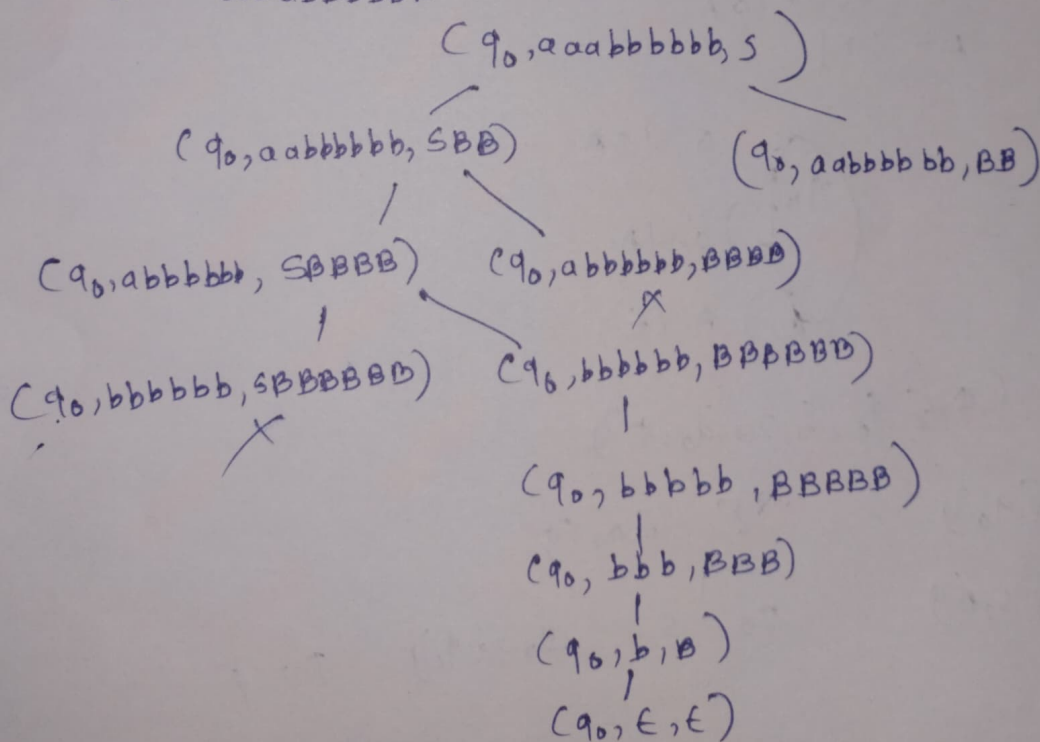 (q₀, aaabbbbbb, S)
(q₀, aabbbbbb, SBB) (q₀, aabbbbbb, BB)
(q₀, abbbbbb, SBBBB) (q₀, abbbbbb, BBBB)
(q₀, bbbbbb, SBBBBBB) (q₀, bbbbbb, BBBBBB)
(q₀, bbbbb, BBBBB)
(q₀, bbb, BBB)
(q₀, b, B)
(q₀, ε, ε)